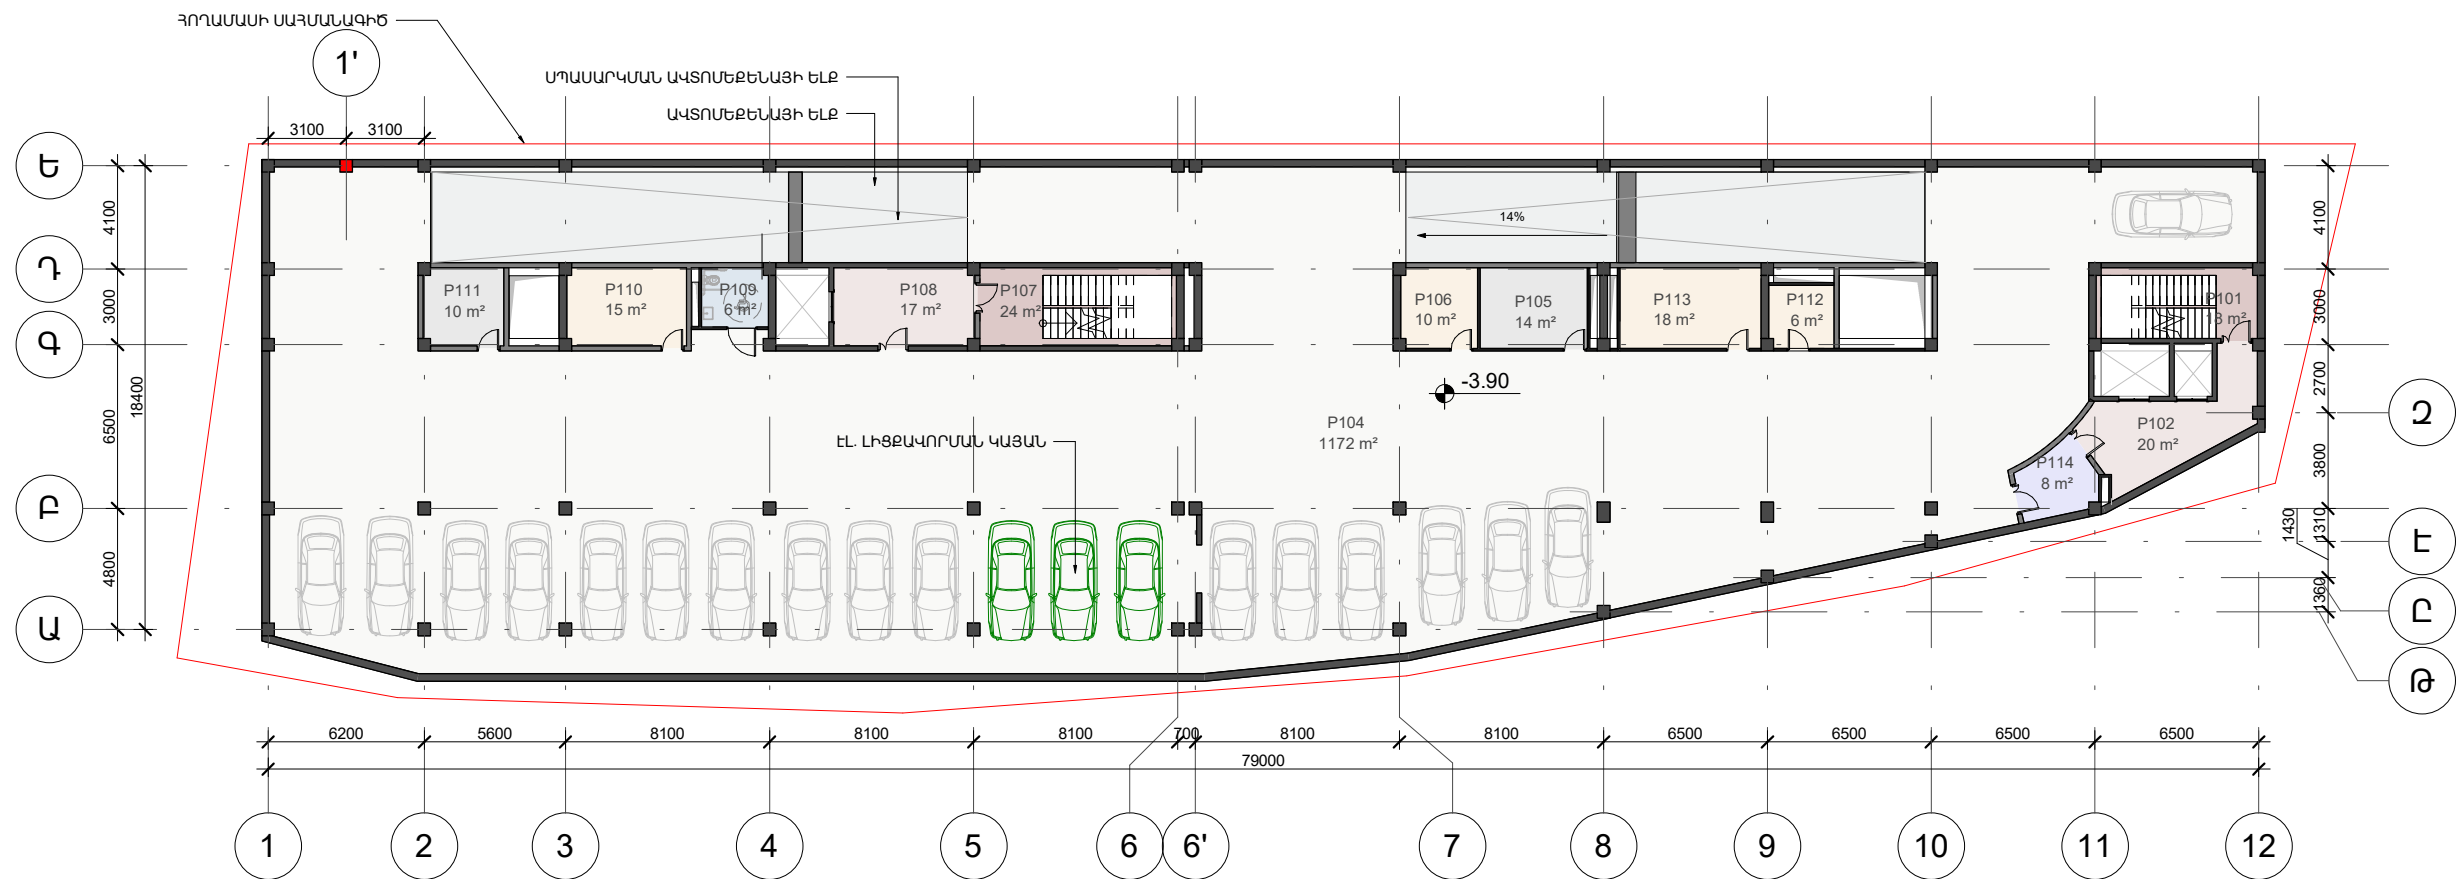 ՀՈՂԱՄԱՍԻ ՍԱՀՄԱՆԱԳԻԾ
1'
ՍՊԱՍԱՐԿՄԱՆ ԱՎՏՈՄԵՔԵՆԱՅԻ ԵԼՔ
ԱՎՏՈՄԵՔԵՆԱՅԻ ԵԼՔ
3100 3100
Ե
Դ
Գ
Բ
Ա
4100
3000
6500
4800
18400
14%
P111
10 m²
P110
15 m²
P109
6 m²
P108
17 m²
P107
24 m²
P106
10 m²
P105
14 m²
P113
18 m²
P112
6 m²
P101
18 m²
-3.90
P104
1172 m²
P102
20 m²
P114
8 m²
ԷԼ. ԼԻՑՔԱՎՈՐՄԱՆ ԿԱՅԱՆ
4100
3000
2700
3800
1310
1430
1360
Զ
Է
Ը
Թ
6200 5600 8100 8100 8100 700 8100 8100 6500 6500 6500 6500
79000
1 2 3 4 5 6 6' 7 8 9 10 11 12